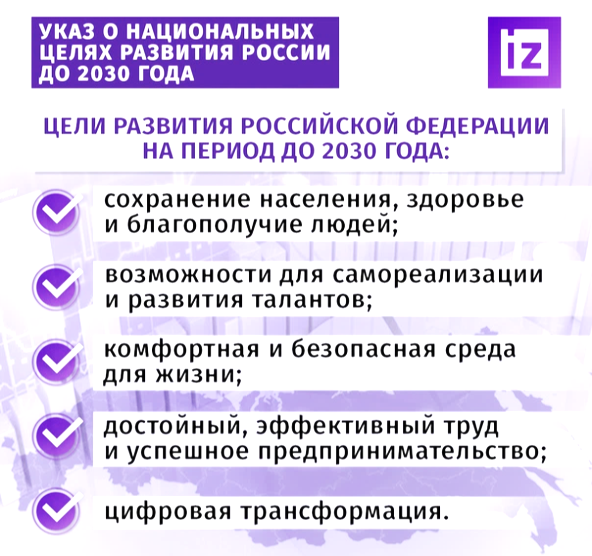 УКАЗ О НАЦИОНАЛЬНЫХ
ЦЕЛЯХ РАЗВИТИЯ РОССИИ
ДО 2030 ГОДА
iz
ЦЕЛИ РАЗВИТИЯ РОССИЙСКОЙ ФЕДЕРАЦИИ
НА ПЕРИОД ДО 2030 ГОДА:
сохранение населения, здоровье
и благополучие людей;
возможности для самореализации
и развития талантов;
комфортная и безопасная среда
для жизни;
достойный, эффективный труд
и успешное предпринимательство;
цифровая трансформация.